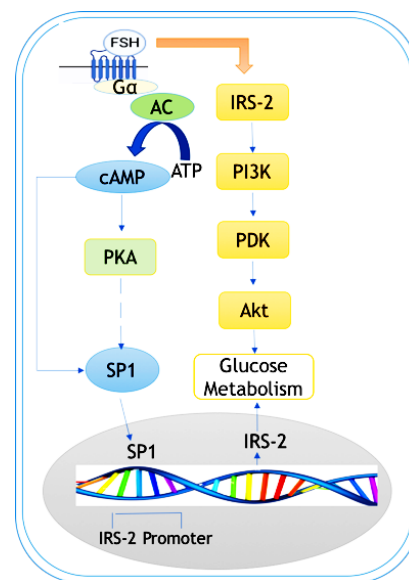 FSH
Gα
AC
ATP
cAMP
PKA
SP1
IRS-2
PI3K
PDK
Akt
Glucose
Metabolism
SP1
IRS-2
IRS-2 Promoter